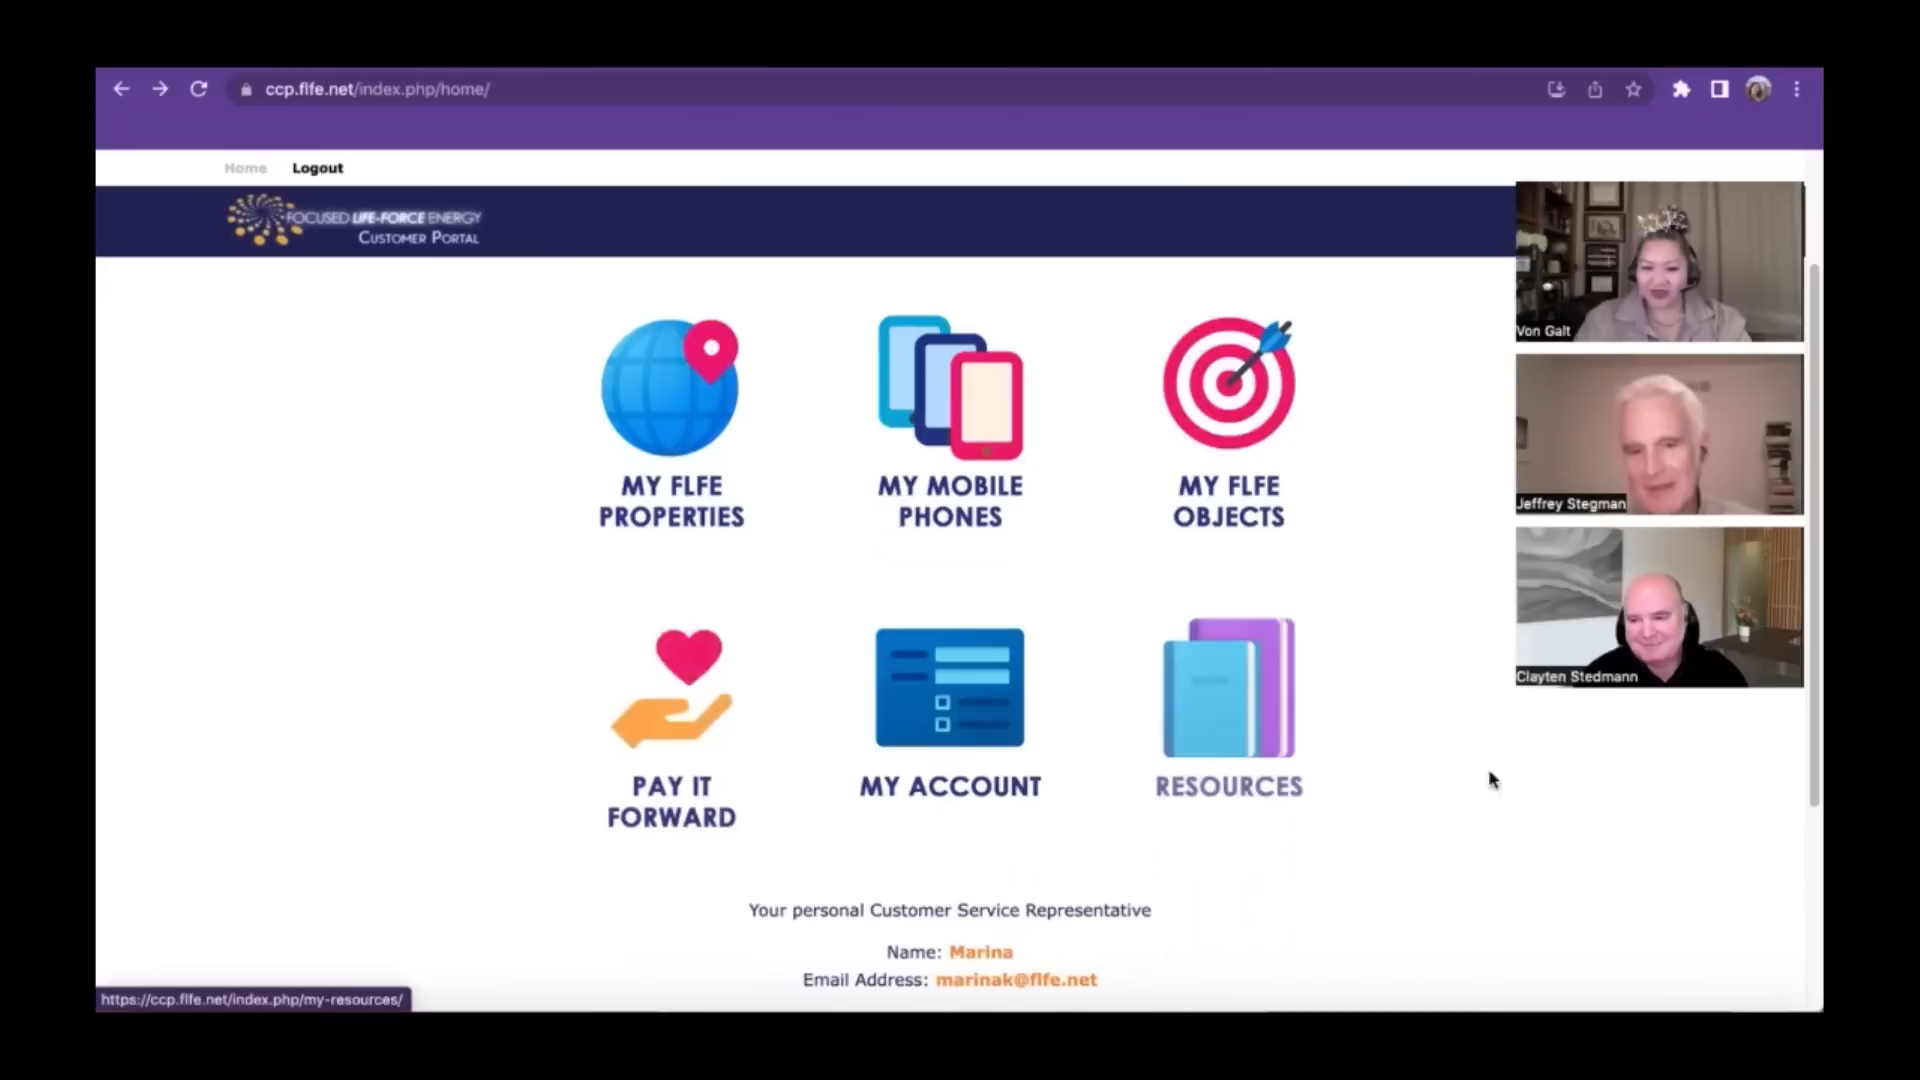 ccp.flfe.net/index.php/home/
Home Logout
FOCUSED LIFE-FORCE ENERGY
CUSTOMER PORTAL
MY FLFE
PROPERTIES
MY MOBILE
PHONES
MY FLFE
OBJECTS
PAY IT
FORWARD
MY ACCOUNT
RESOURCES
Von Galt
Jeffrey Stegman
Clayten Stedmann
Your personal Customer Service Representative
Name: Marina
Email Address: marinak@flfe.net
https://ccp.flfe.net/index.php/my-resources/